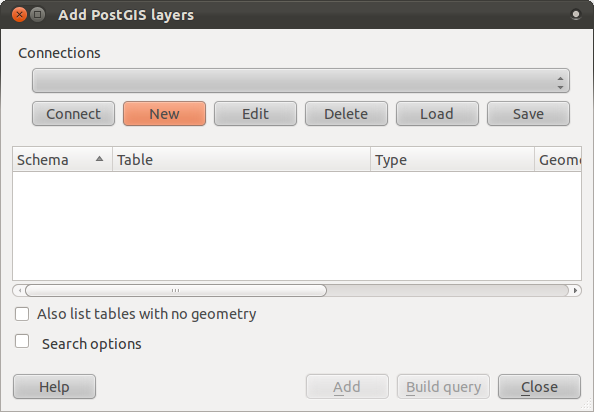 Add PostGIS layers
Connections
Connect New Edit Delete Load Save
Schema Table Type Geom
Also list tables with no geometry
Search options
Help Add Build query Close